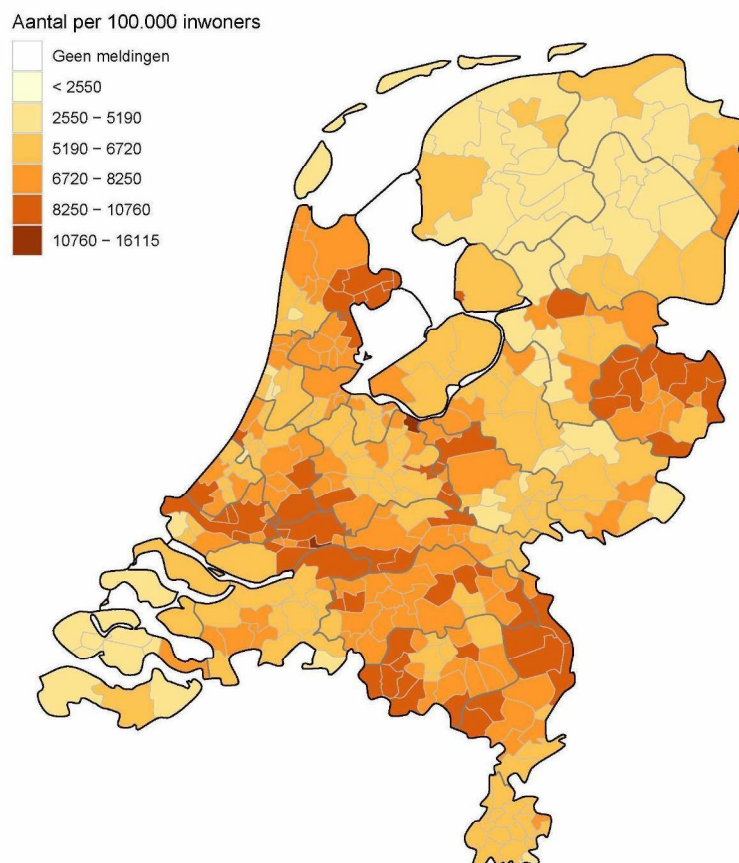 Aantal per 100.000 inwoners
Geen meldingen
< 2550
2550 – 5190
5190 – 6720
6720 – 8250
8250 – 10760
10760 – 16115